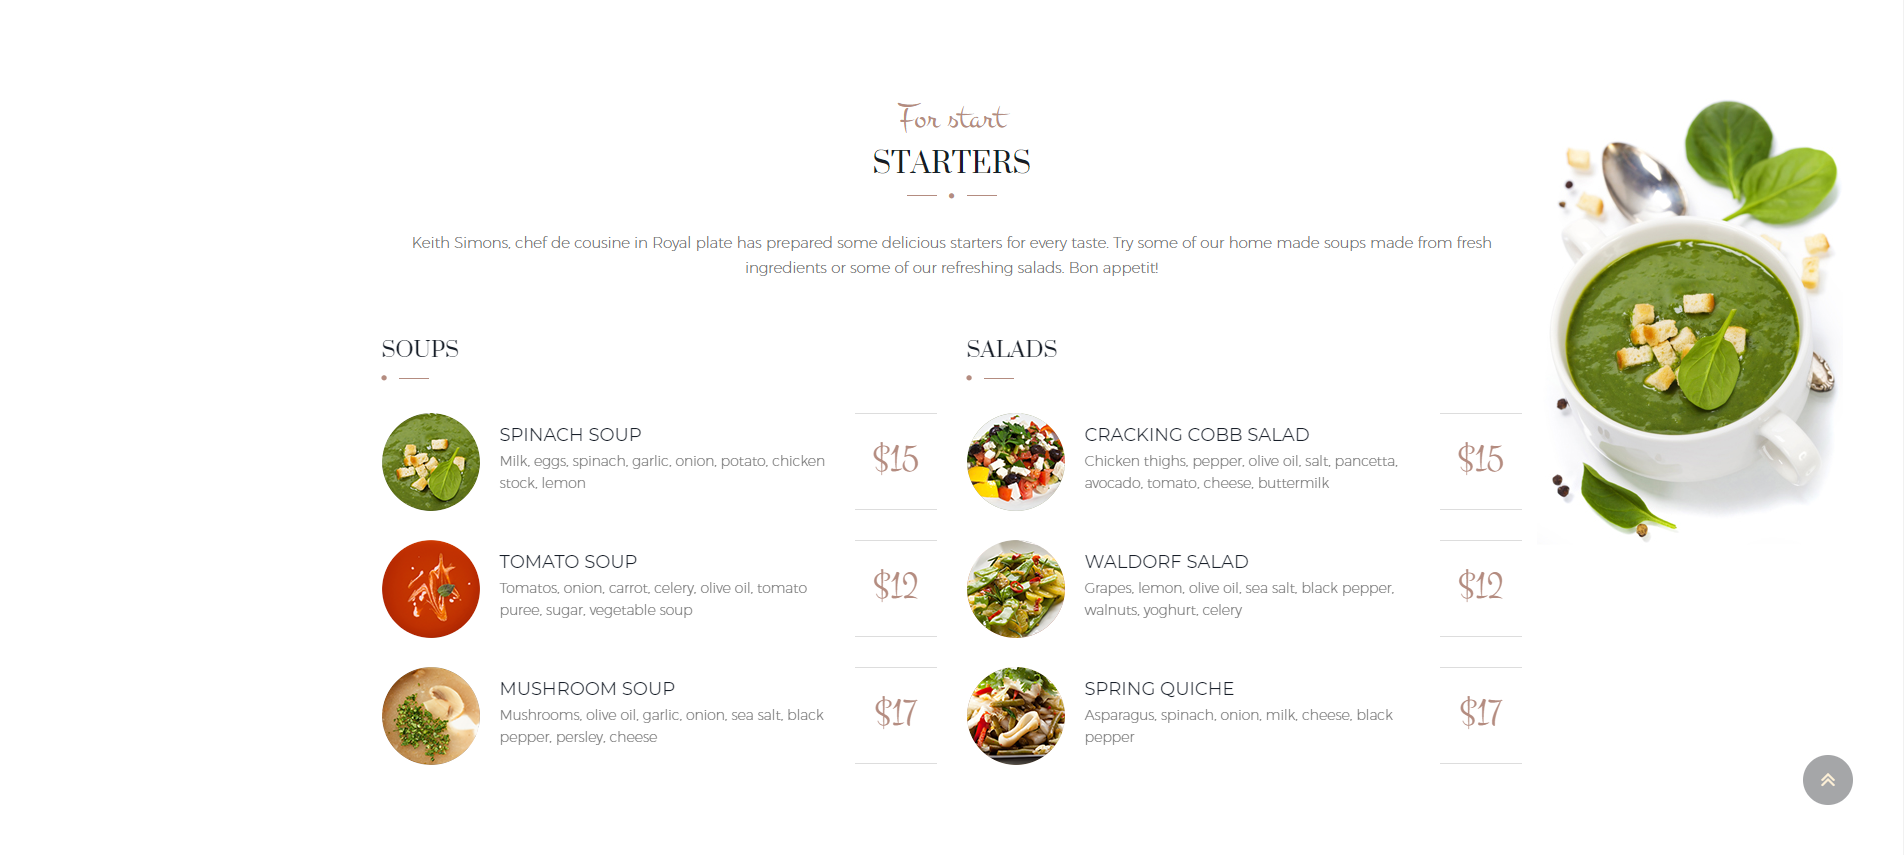 For start
STARTERS
Keith Simons, chef de cousine in Royal plate has prepared some delicious starters for every taste. Try some of our home made soups made from fresh
ingredients or some of our refreshing salads. Bon appetit!
SOUPS
SPINACH SOUP
Milk, eggs, spinach, garlic, onion, potato, chicken
stock, lemon
$15
TOMATO SOUP
Tomatos, onion, carrot, celery, olive oil, tomato
puree, sugar, vegetable soup
$12
MUSHROOM SOUP
Mushrooms, olive oil, garlic, onion, sea salt, black
pepper, persley, cheese
$17
SALADS
CRACKING COBB SALAD
Chicken thighs, pepper, olive oil, salt, pancetta,
avocado, tomato, cheese, buttermilk
$15
WALDORF SALAD
Grapes, lemon, olive oil, sea salt, black pepper,
walnuts, yoghurt, celery
$12
SPRING QUICHE
Asparagus, spinach, onion, milk, cheese, black
pepper
$17